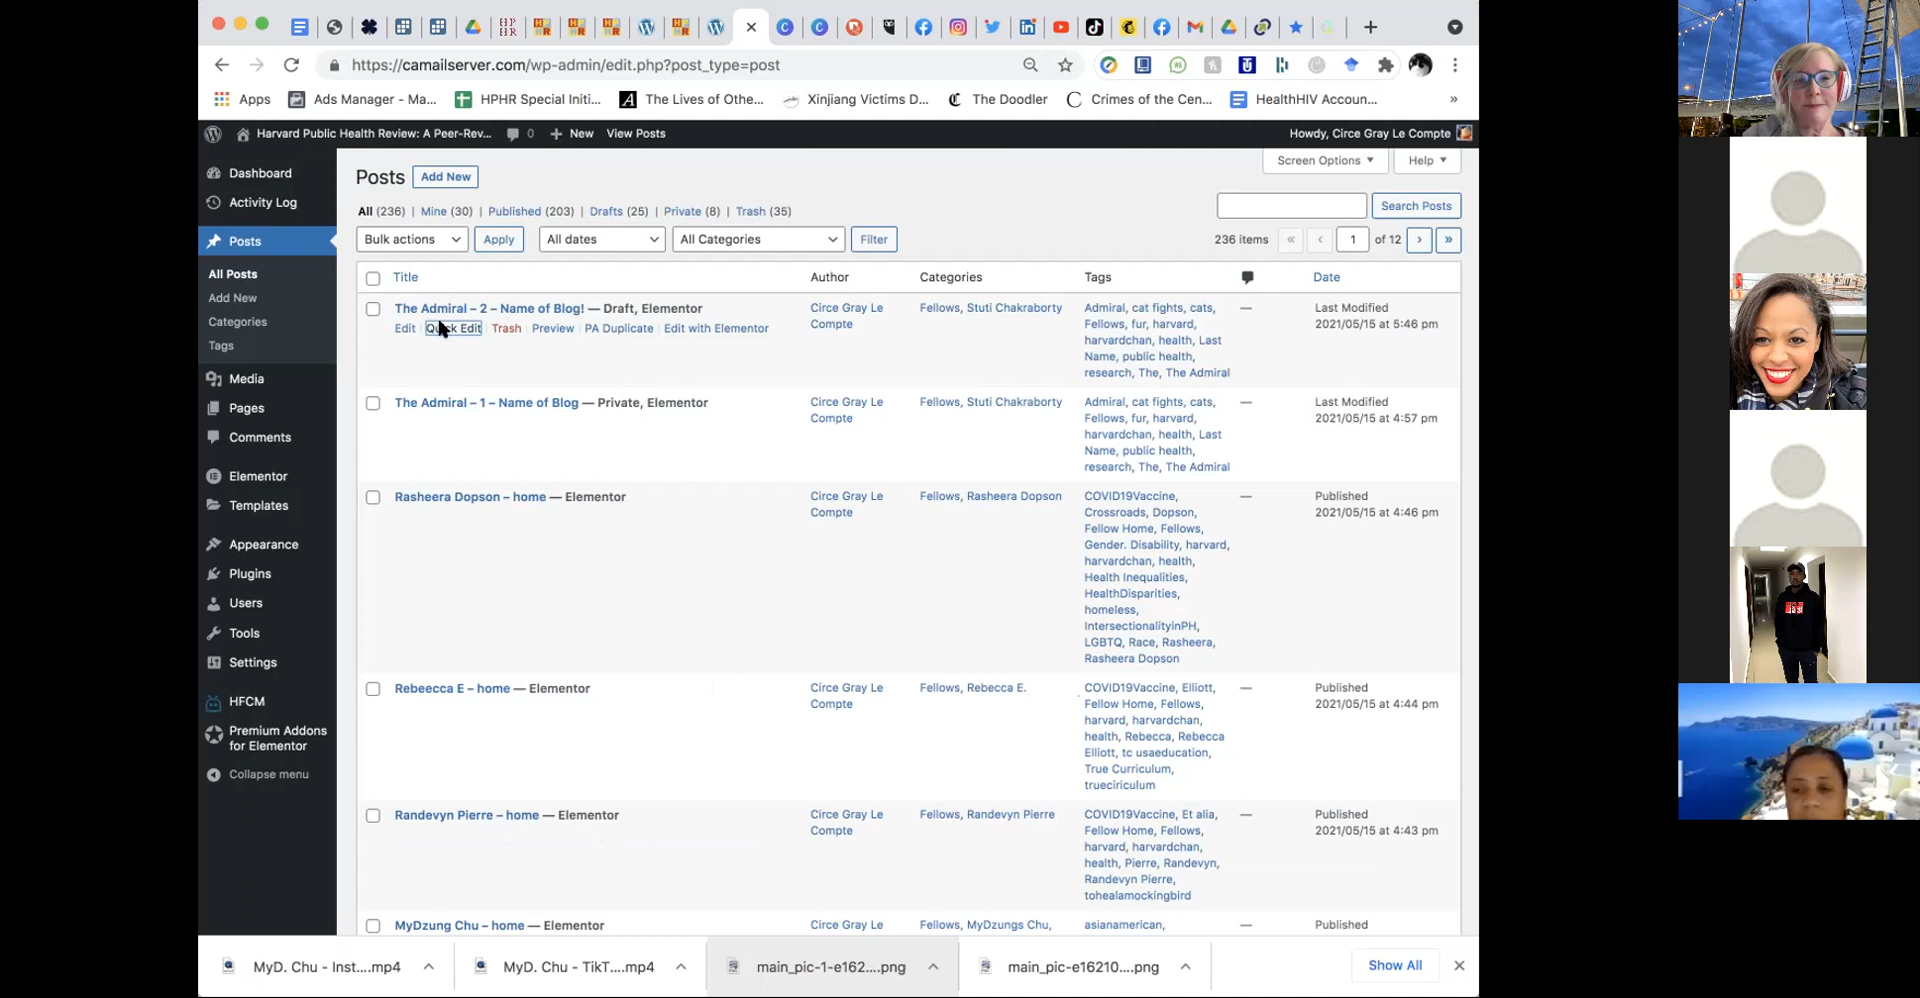 https://camailserver.com/wp-admin/edit.php?post_type=post
Apps
Ads Manager - Ma...
HPHR Special Initi...
The Lives of Othe...
Xinjiang Victims D...
The Doodler
Crimes of the Cen...
HealthHIV Accoun...
»
Harvard Public Health Review: A Peer-Rev...
0
New
View Posts
Howdy, Circe Gray Le Compte
Dashboard
Activity Log
Posts
All Posts
Add New
Categories
Tags
Media
Pages
Comments
Elementor
Templates
Appearance
Plugins
Users
Tools
Settings
HFCM
Premium Addons
for Elementor
Collapse menu
Screen Options
Help
Posts
Add New
All (236) | Mine (30) | Published (203) | Drafts (25) | Private (8) | Trash (35)
Search Posts
Bulk actions
Apply
All dates
All Categories
Filter
236 items
«
‹
1
of 12
›
»
Title
Author
Categories
Tags
Date
The Admiral – 2 – Name of Blog! — Draft, Elementor
Edit | Quick Edit | Trash | Preview | PA Duplicate | Edit with Elementor
Circe Gray Le
Compte
Fellows, Stuti Chakraborty
Admiral, cat fights, cats,
Fellows, fur, harvard,
harvardchan, health, Last
Name, public health,
research, The, The Admiral
—
Last Modified
2021/05/15 at 5:46 pm
The Admiral – 1 – Name of Blog — Private, Elementor
Circe Gray Le
Compte
Fellows, Stuti Chakraborty
Admiral, cat fights, cats,
Fellows, fur, harvard,
harvardchan, health, Last
Name, public health,
research, The, The Admiral
—
Last Modified
2021/05/15 at 4:57 pm
Rasheera Dopson – home — Elementor
Circe Gray Le
Compte
Fellows, Rasheera Dopson
COVID19Vaccine,
Crossroads, Dopson,
Fellow Home, Fellows,
Gender. Disability, harvard,
harvardchan, health,
Health Inequalities,
HealthDisparities,
homeless,
IntersectionalityinPH,
LGBTQ, Race, Rasheera,
Rasheera Dopson
—
Published
2021/05/15 at 4:46 pm
Rebeecca E – home — Elementor
Circe Gray Le
Compte
Fellows, Rebecca E.
COVID19Vaccine, Elliott,
Fellow Home, Fellows,
harvard, harvardchan,
health, Rebecca, Rebecca
Elliott, tc usaeducation,
True Curriculum,
trueciriculum
—
Published
2021/05/15 at 4:44 pm
Randevyn Pierre – home — Elementor
Circe Gray Le
Compte
Fellows, Randevyn Pierre
COVID19Vaccine, Et alia,
Fellow Home, Fellows,
harvard, harvardchan,
health, Pierre, Randevyn,
Randevyn Pierre,
tohealamockingbird
—
Published
2021/05/15 at 4:43 pm
MyDzung Chu – home — Elementor
Circe Gray Le
Fellows, MyDzungs Chu,
asianamerican,
—
Published
MyD. Chu - Inst....mp4
MyD. Chu - TikT....mp4
main_pic-1-e162....png
main_pic-e16210....png
Show All